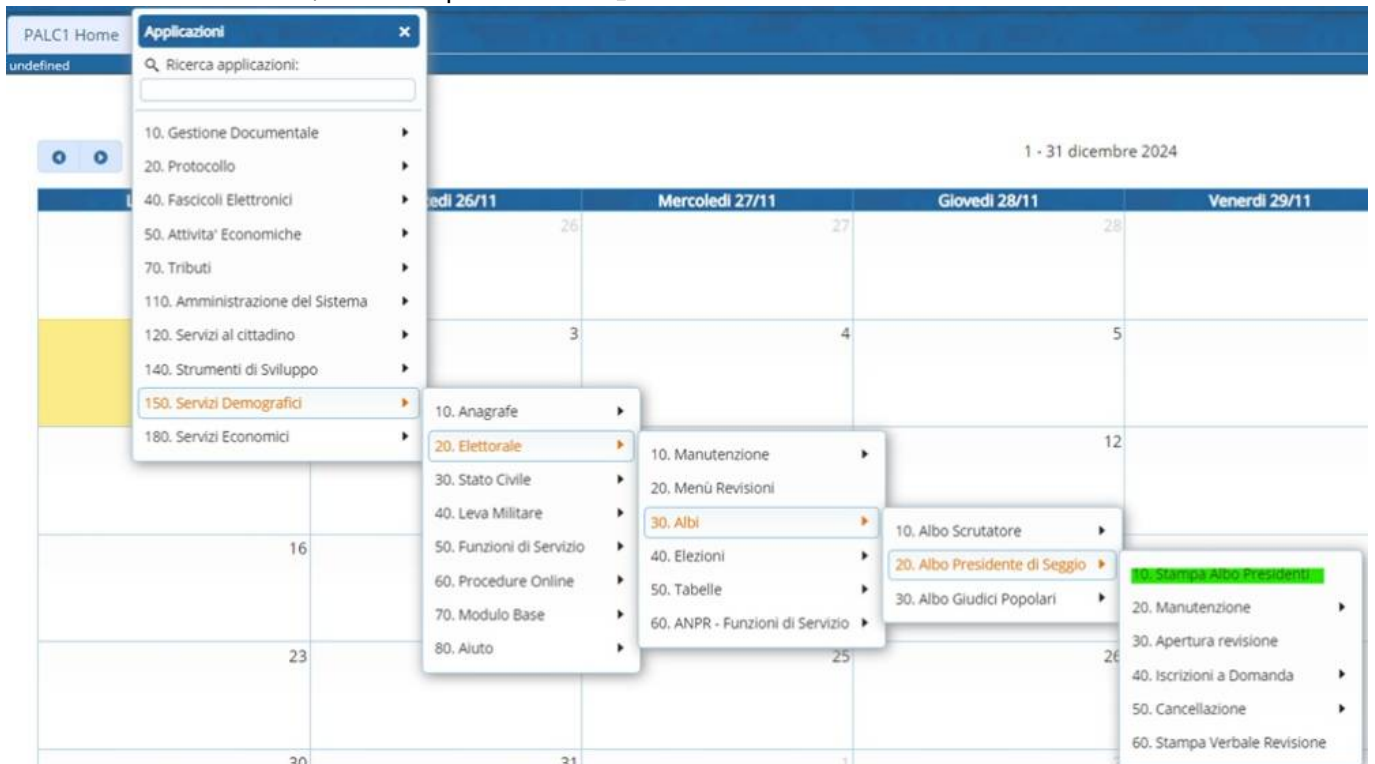 PALC1 Home
undefined
Applicazioni
Ricerca applicazioni:
10. Gestione Documentale
20. Protocollo
40. Fascicoli Elettronici
50. Attivita' Economiche
70. Tributi
110. Amministrazione del Sistema
120. Servizi al cittadino
140. Strumenti di Sviluppo
150. Servizi Demografici
180. Servizi Economici
10. Anagrafe
20. Elettorale
30. Stato Civile
40. Leva Militare
50. Funzioni di Servizio
60. Procedure Online
70. Modulo Base
80. Aiuto
10. Manutenzione
20. Menù Revisioni
30. Albi
40. Elezioni
50. Tabelle
60. ANPR - Funzioni di Servizio
10. Albo Scrutatore
20. Albo Presidente di Seggio
30. Albo Giudici Popolari
10. Stampa Albo Presidenti
20. Manutenzione
30. Apertura revisione
40. Iscrizioni a Domanda
50. Cancellazione
60. Stampa Verbale Revisione
1 - 31 dicembre 2024
edi 26/11 Mercoledi 27/11 Giovedi 28/11 Venerdi 29/11
26 27 28
3 4 5
12
16
23 25 26
30 31 1